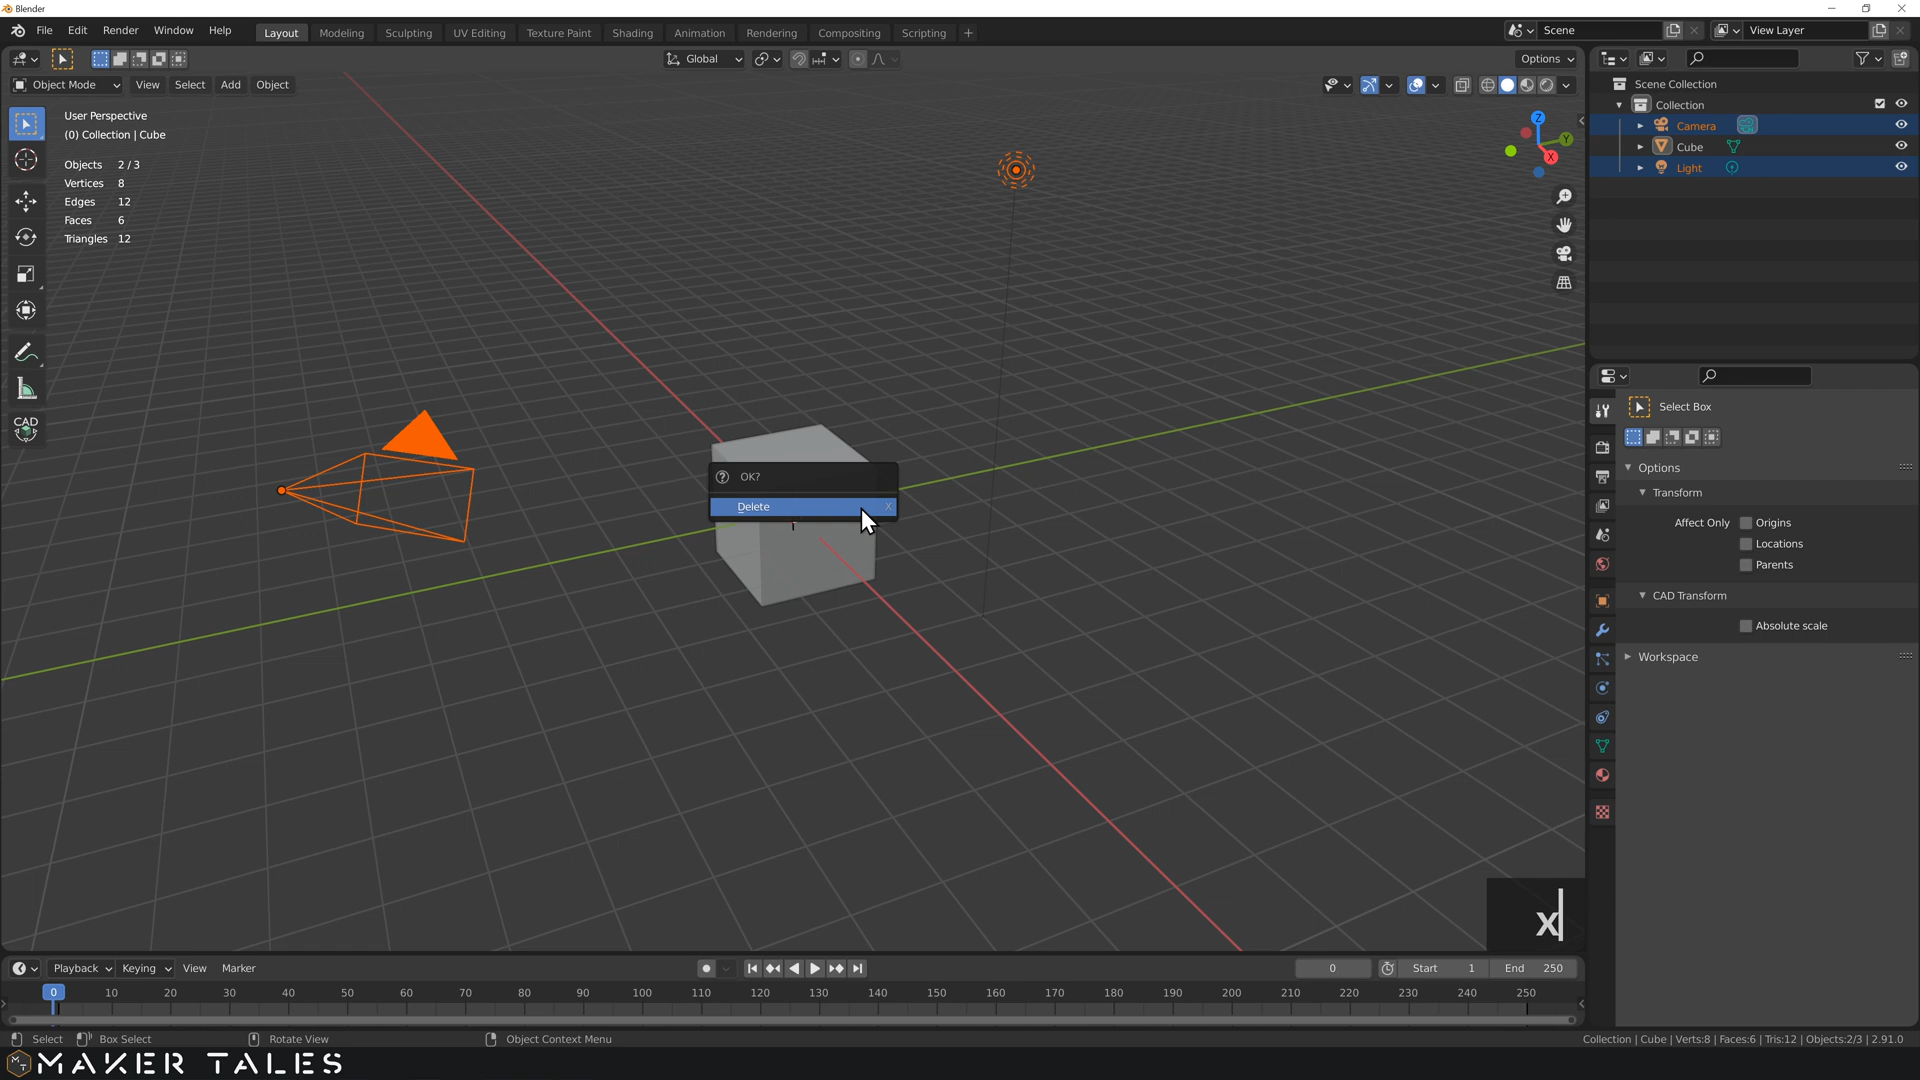 Blender
File Edit Render Window Help
Layout Modeling Sculpting UV Editing Texture Paint Shading Animation Rendering Compositing Scripting +
Scene
View Layer
Global
Options
Object Mode View Select Add Object
User Perspective
(0) Collection | Cube
Objects 2 / 3
Vertices 8
Edges 12
Faces 6
Triangles 12
CAD
Z
Y
X
OK?
Delete X
x
Scene Collection
Collection
Camera
Cube
Light
Select Box
Options
Transform
Affect Only Origins
Locations
Parents
CAD Transform
Absolute scale
Workspace
Playback Keying View Marker
0 Start 1 End 250
0 10 20 30 40 50 60 70 80 90 100 110 120 130 140 150 160 170 180 190 200 210 220 230 240 250
Select Box Select Rotate View Object Context Menu
Collection | Cube | Verts:8 | Faces:6 | Tris:12 | Objects:2/3 | 2.91.0
MAKER TALES